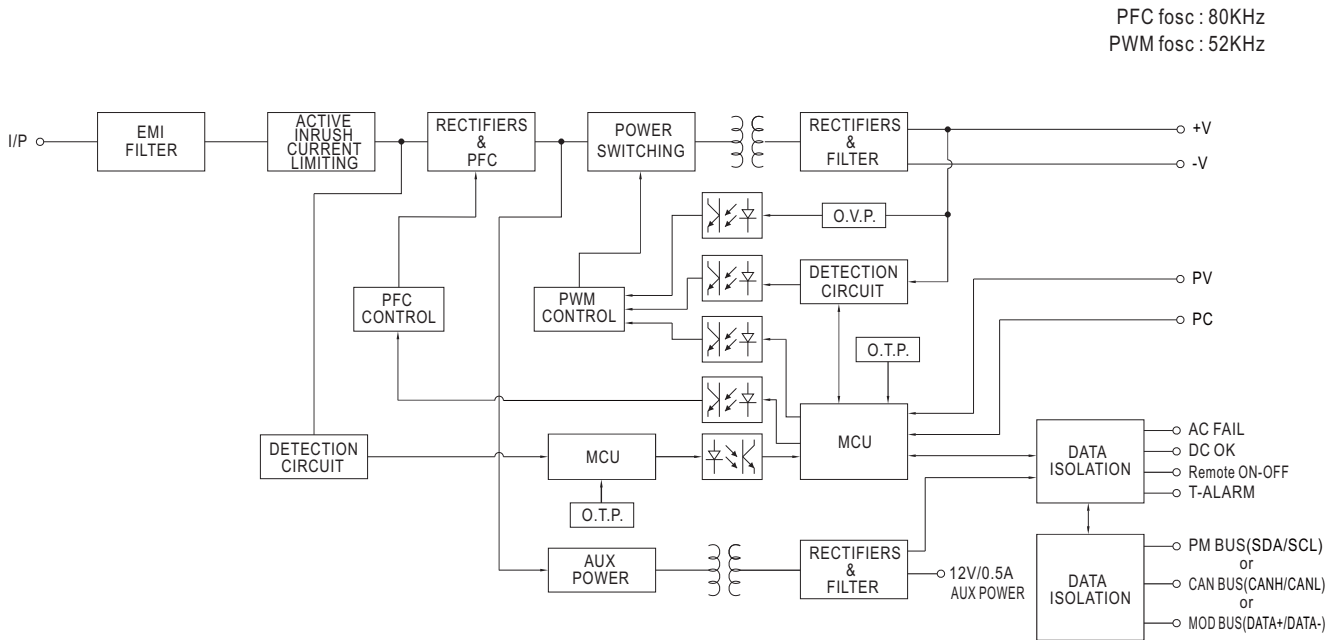 PFC fosc : 80KHz
PWM fosc : 52KHz
I/P
EMI
FILTER
ACTIVE
INRUSH
CURRENT
LIMITING
RECTIFIERS
&
PFC
POWER
SWITCHING
RECTIFIERS
&
FILTER
+V
-V
O.V.P.
DETECTION
CIRCUIT
PFC
CONTROL
PWM
CONTROL
PV
PC
O.T.P.
DETECTION
CIRCUIT
MCU
MCU
O.T.P.
DATA
ISOLATION
AC FAIL
DC OK
Remote ON-OFF
T-ALARM
AUX
POWER
RECTIFIERS
&
FILTER
12V/0.5A
AUX POWER
DATA
ISOLATION
PM BUS(SDA/SCL)
or
CAN BUS(CANH/CANL)
or
MOD BUS(DATA+/DATA-)